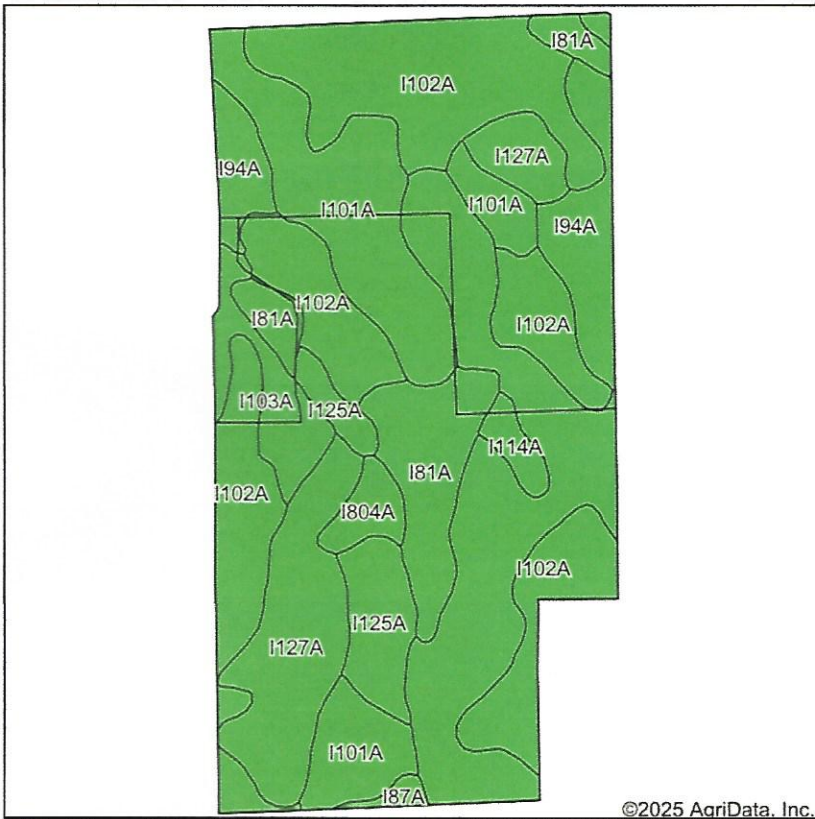 I81A
I102A
I127A
I94A
I101A
I101A
I94A
I102A
I81A
I102A
I103A
I125A
I114A
I81A
I102A
I804A
I102A
I125A
I127A
I101A
I87A
©2025 AgriData, Inc.